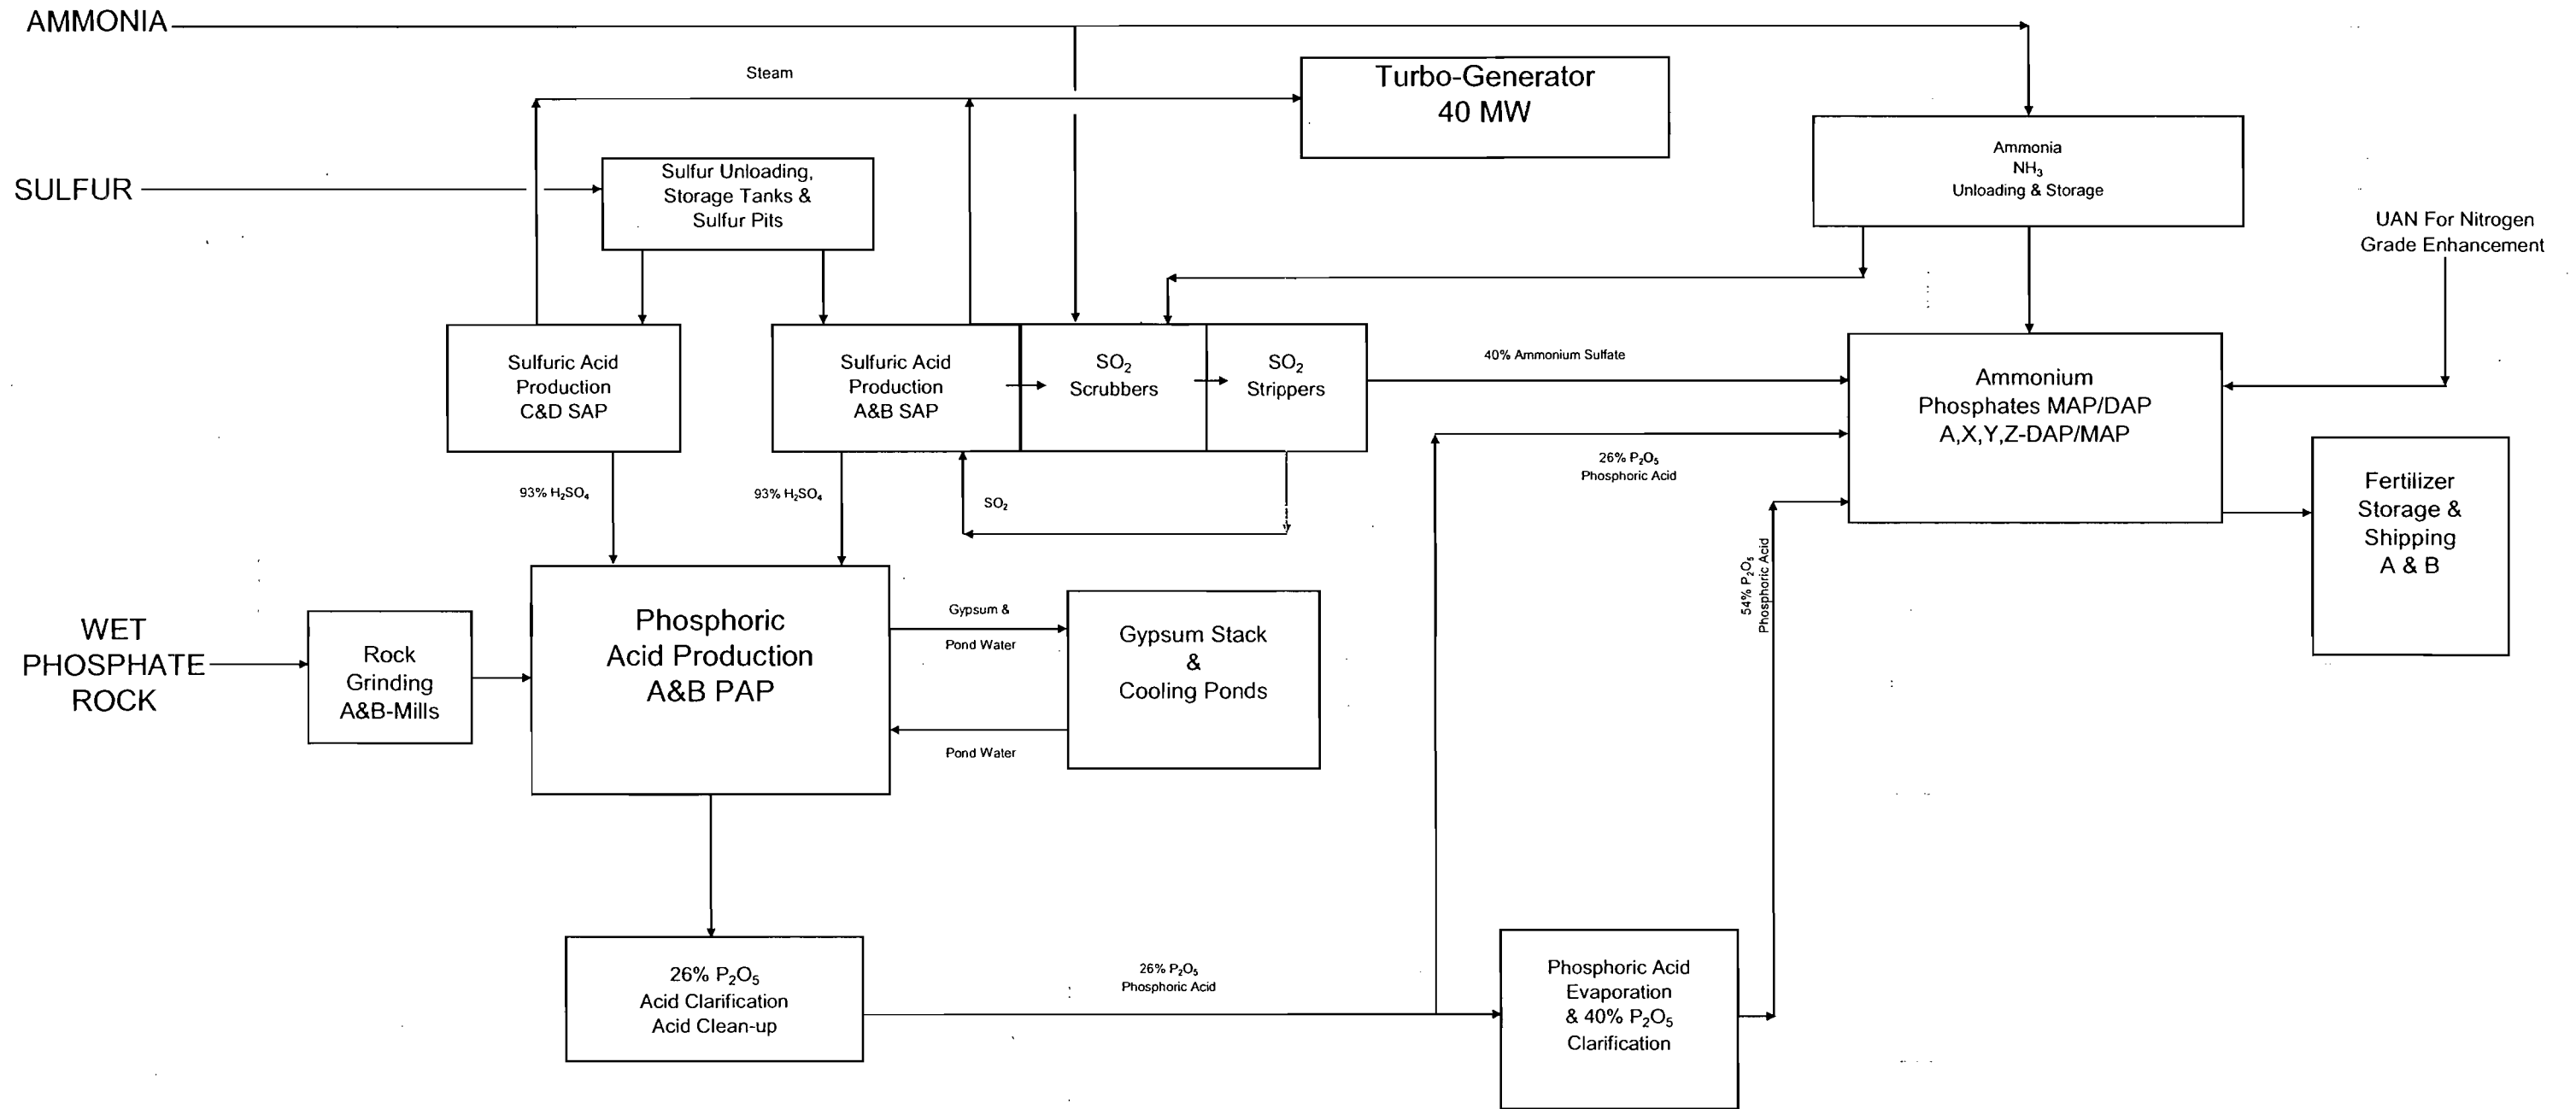 AMMONIA
Steam
Turbo-Generator
40 MW
SULFUR
Sulfur Unloading,
Storage Tanks &
Sulfur Pits
Ammonia
NH₃
Unloading & Storage
UAN For Nitrogen
Grade Enhancement
Sulfuric Acid
Production
C&D SAP
Sulfuric Acid
Production
A&B SAP
SO₂
Scrubbers
SO₂
Strippers
40% Ammonium Sulfate
Ammonium
Phosphates MAP/DAP
A,X,Y,Z-DAP/MAP
26% P₂O₅
Phosphoric Acid
93% H₂SO₄
93% H₂SO₄
SO₂
Fertilizer
Storage &
Shipping
A & B
54% P₂O₅
Phosphoric Acid
WET
PHOSPHATE
ROCK
Rock
Grinding
A&B-Mills
Phosphoric
Acid Production
A&B PAP
Gypsum &
Pond Water
Pond Water
Gypsum Stack
&
Cooling Ponds
26% P₂O₅
Acid Clarification
Acid Clean-up
26% P₂O₅
Phosphoric Acid
Phosphoric Acid
Evaporation
& 40% P₂O₅
Clarification